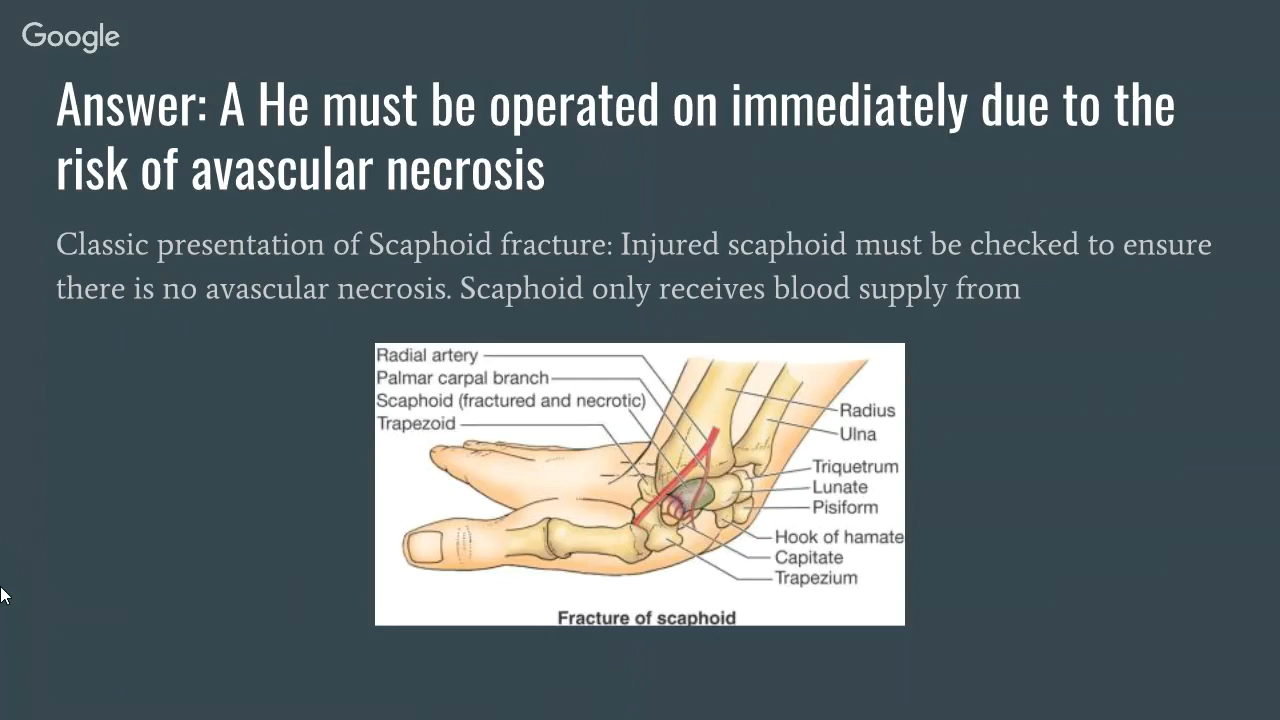 Google
Answer: A He must be operated on immediately due to the
risk of avascular necrosis
Classic presentation of Scaphoid fracture: Injured scaphoid must be checked to ensure
there is no avascular necrosis. Scaphoid only receives blood supply from
Radial artery
Palmar carpal branch
Scaphoid (fractured and necrotic)
Trapezoid
Radius
Ulna
Triquetrum
Lunate
Pisiform
Hook of hamate
Capitate
Trapezium
Fracture of scaphoid